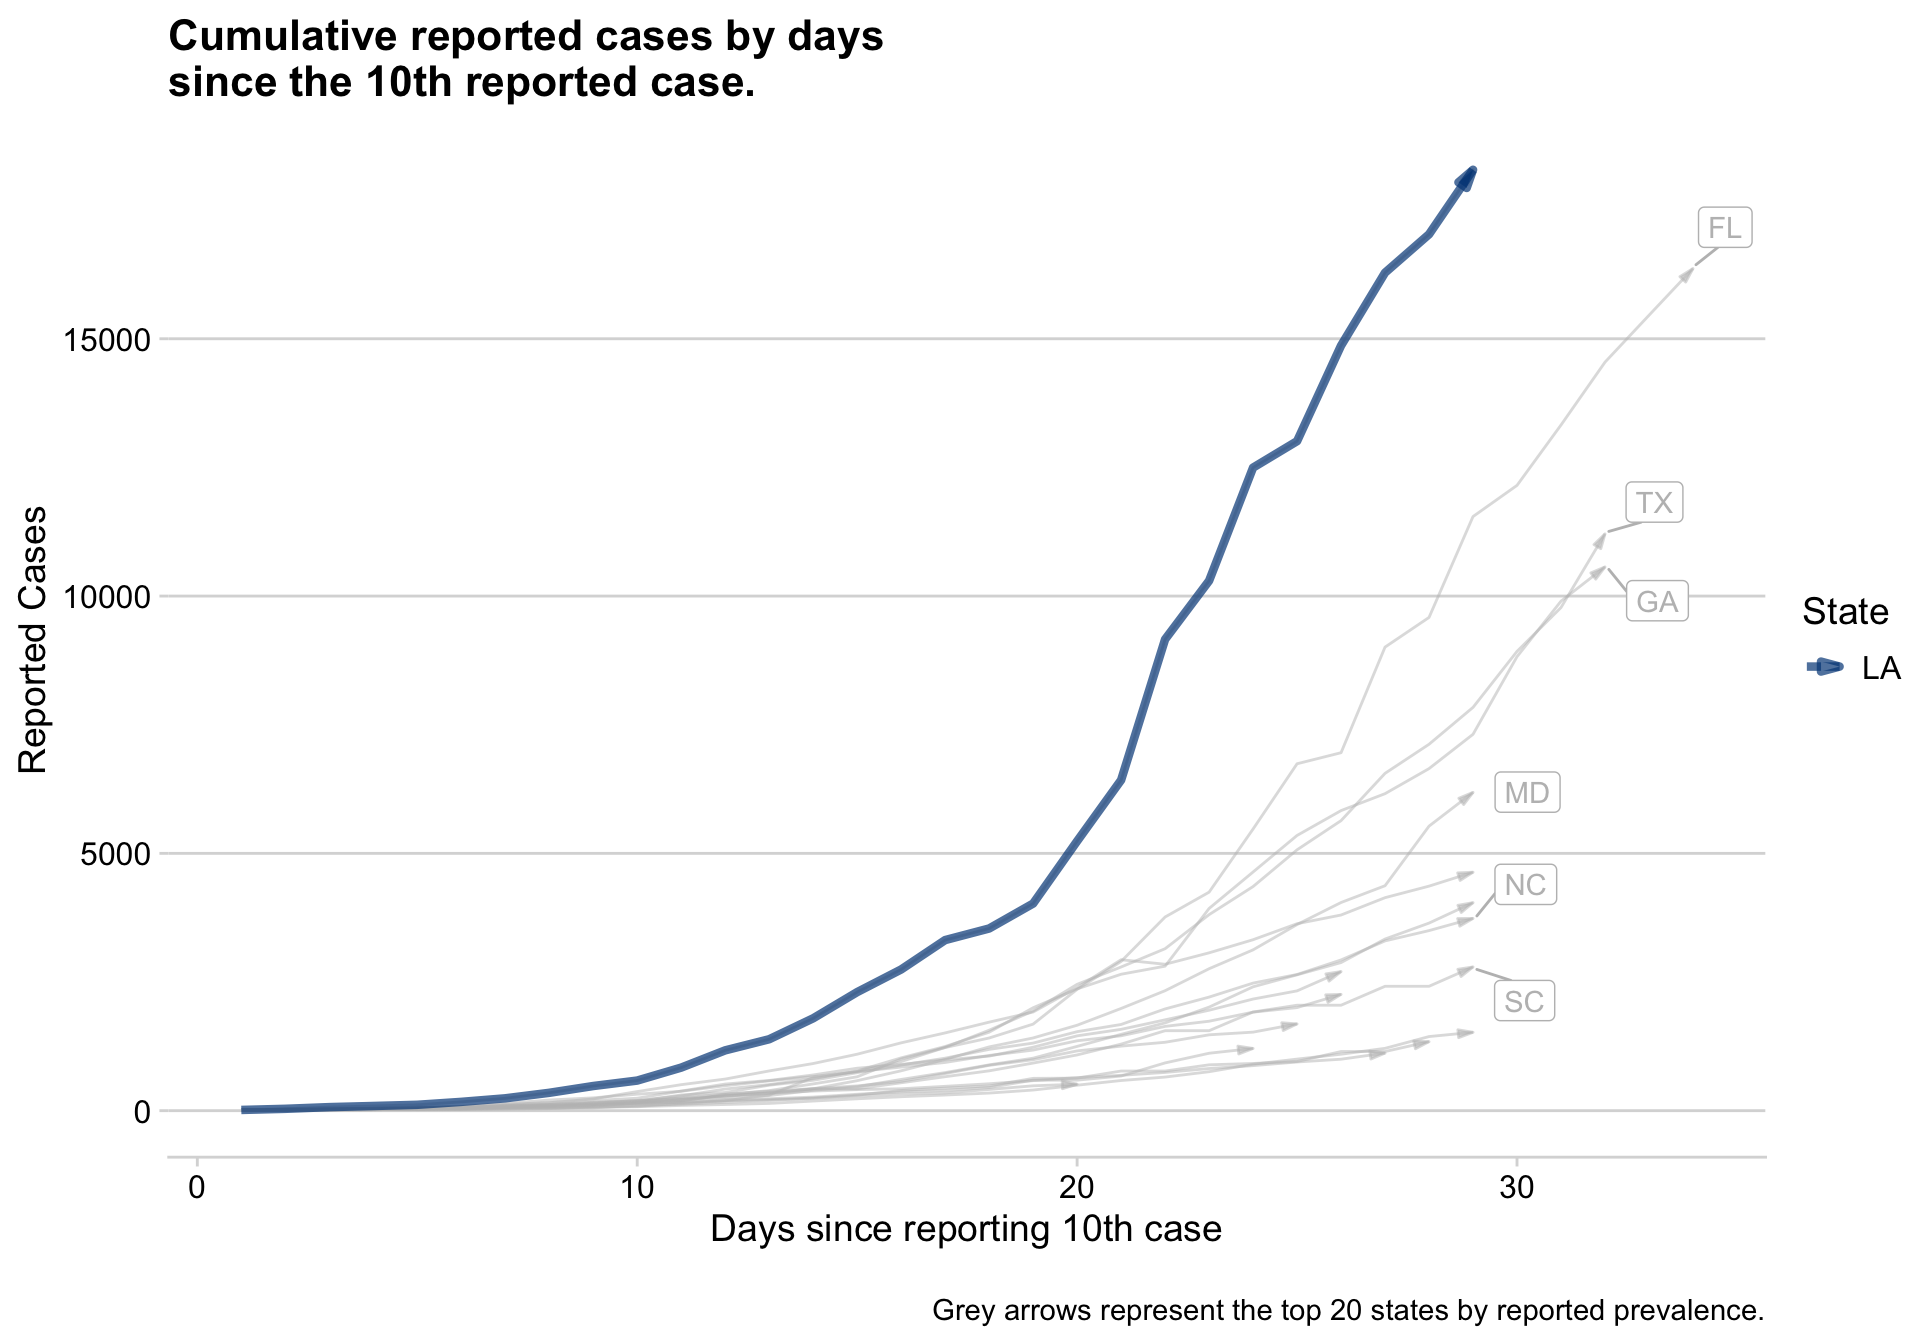 Cumulative reported cases by days
since the 10th reported case.
FL
15000
TX
10000
GA
Reported Cases
State
LA
MD
5000
NC
SC
0
0 10 20 30
Days since reporting 10th case
Grey arrows represent the top 20 states by reported prevalence.